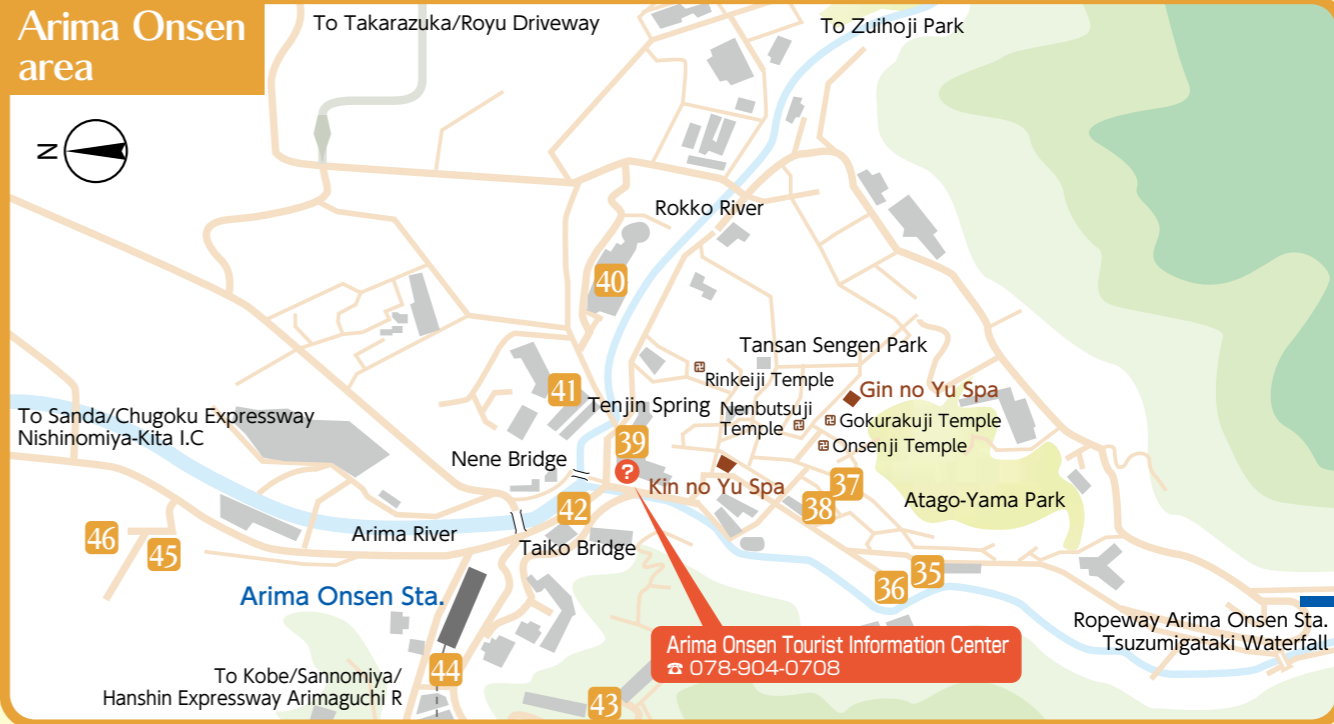 Arima Onsen
area
To Takarazuka/Royu Driveway
To Zuihoji Park
N
Rokko River
40
Tansan Sengen Park
Rinkeiji Temple
Gin no Yu Spa
41
Tenjin Spring
Nenbutsuji
Temple
Gokurakuji Temple
To Sanda/Chugoku Expressway
Nishinomiya-Kita I.C
39
Onsenji Temple
Nene Bridge
?
Kin no Yu Spa
37
38
Atago-Yama Park
42
Arima River
Taiko Bridge
46
45
36
35
Arima Onsen Sta.
Ropeway Arima Onsen Sta.
Tsuzumigataki Waterfall
Arima Onsen Tourist Information Center
☎ 078-904-0708
To Kobe/Sannomiya/
Hanshin Expressway Arimaguchi R
44
43